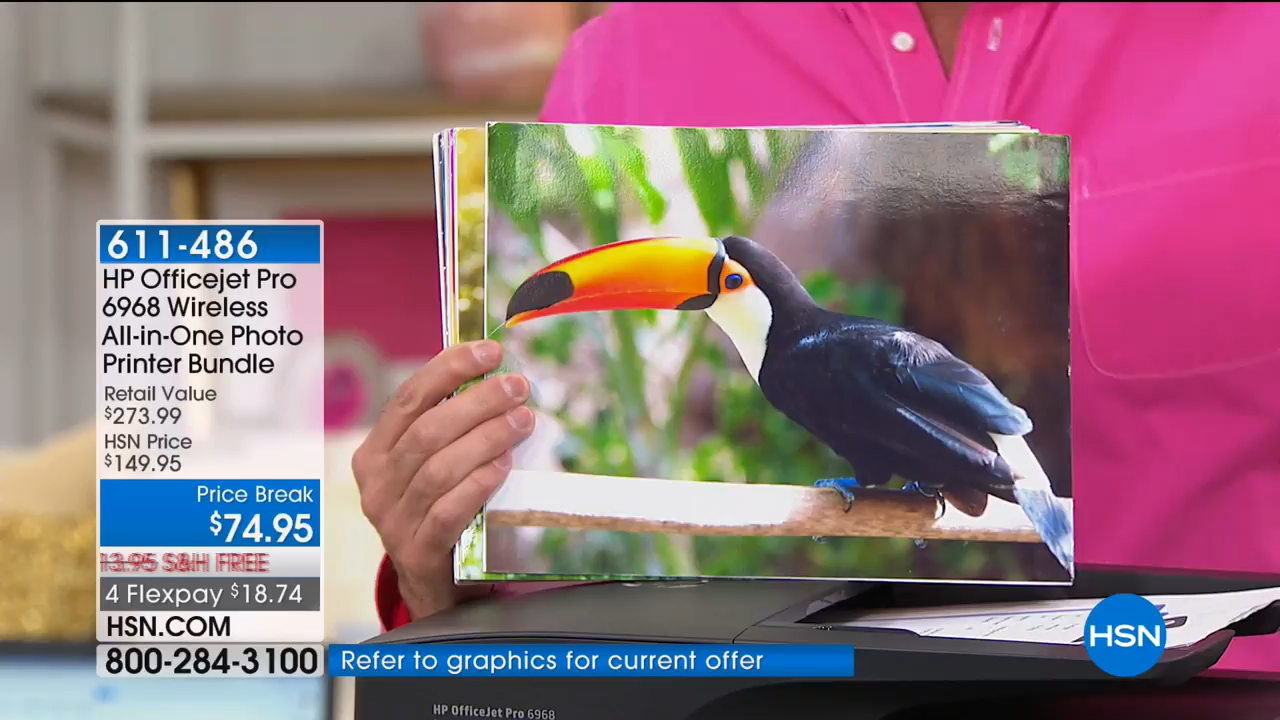 611-486
HP Officejet Pro
6968 Wireless
All-in-One Photo
Printer Bundle
Retail Value
$273.99
HSN Price
$149.95
Price Break
$74.95
13.95 S&H FREE
4 Flexpay $18.74
HSN.COM
800-284-3100
Refer to graphics for current offer
HSN
HP OfficeJet Pro 6968